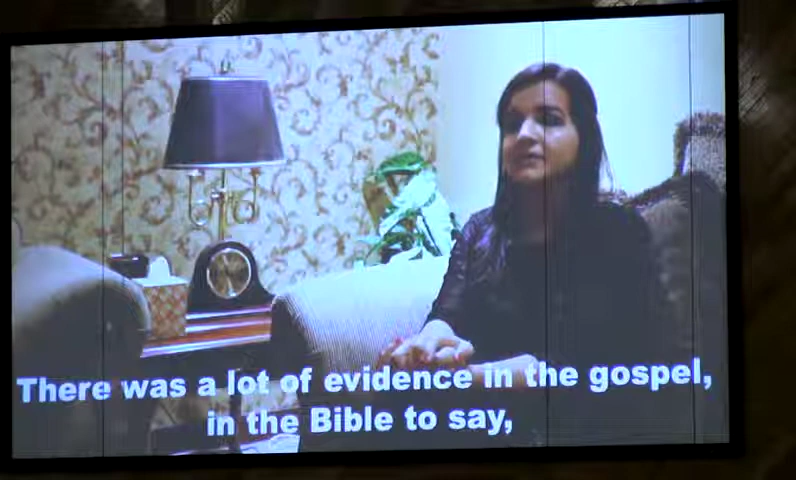 There was a lot of evidence in the gospel,
in the Bible to say,